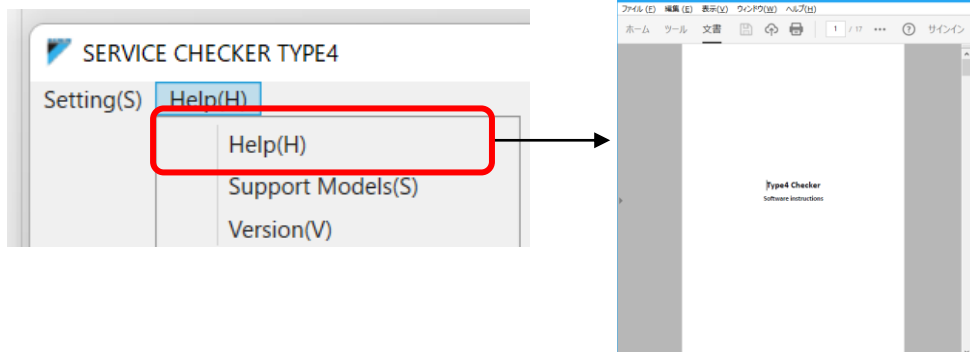 SERVICE CHECKER TYPE4
Setting(S) Help(H)
Help(H)
Support Models(S)
Version(V)
ファイル (F) 編集 (E) 表示(V) ウィンドウ(W) ヘルプ(H)
ホーム ツール 文書 1 / 17 ••• ? サインイン
Type4 Checker
Software instructions